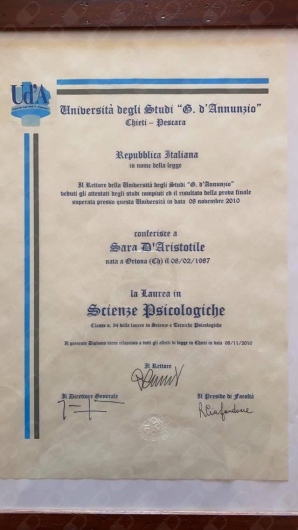 Ud'A
Università degli Studi "G. d'Annunzio"
Chieti - Pescara
Repubblica Italiana
in nome della legge
Il Rettore della Università degli Studi "G. d'Annunzio"
veduti gli attestati degli studi compiuti ed il risultato della prova finale
superata presso questa Università in data 08 novembre 2010
conferisce a
Sara D'Aristotile
nata a Ortona (Ch) il 08/02/1987
la Laurea in
Scienze Psicologiche
Classe n. 34 delle lauree in Scienze e Tecniche Psicologiche
Il presente Diploma viene rilasciato a tutti gli effetti di legge in Chieti in data 08/11/2010
Il Rettore
Il Direttore Generale
Il Preside di Facoltà